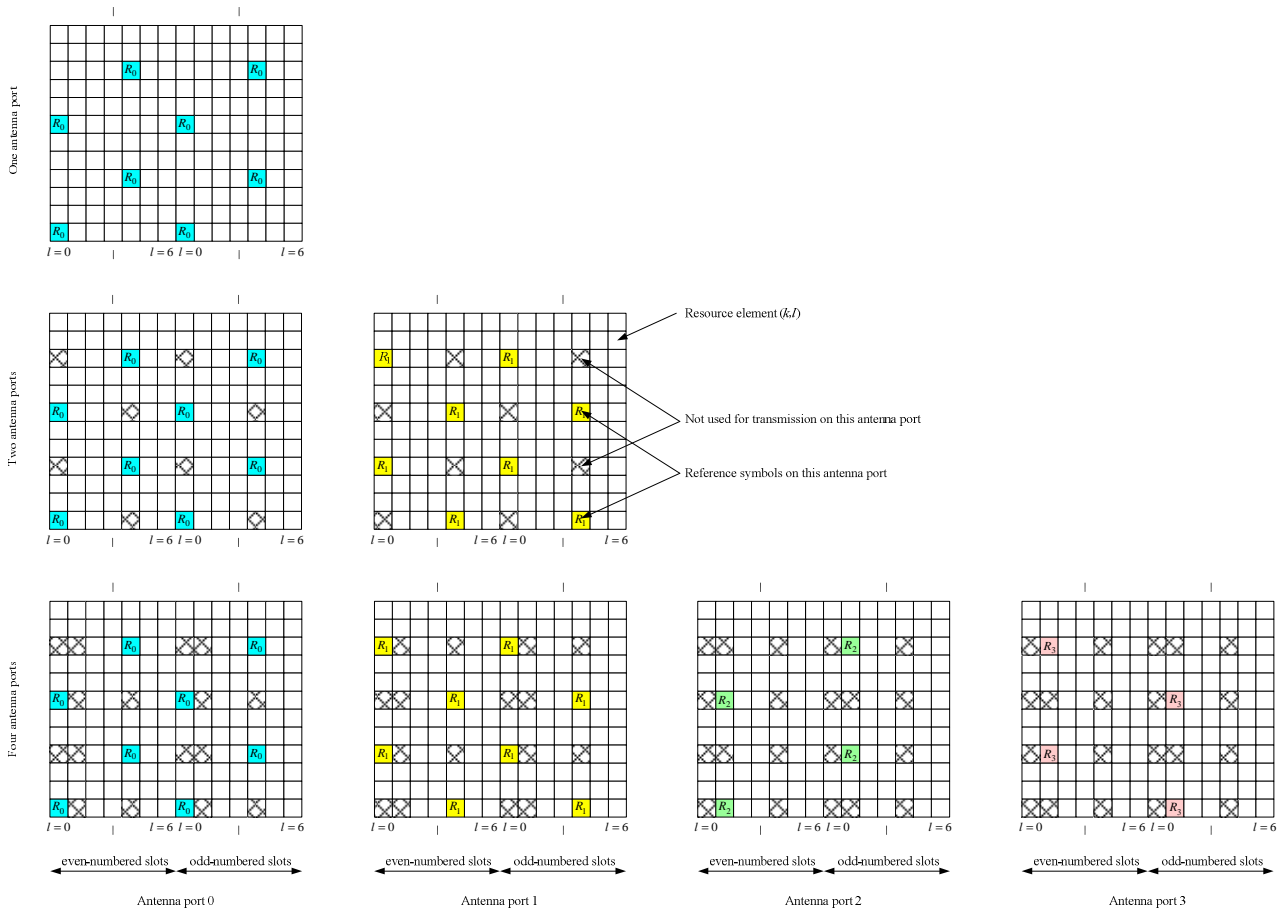 One antenna port
R0 R0
R0 R0
R0 R0
R0 R0
l = 0 l = 6 l = 0 l = 6
Two antenna ports
R0 R0
R0 R0
R0 R0
R0 R0
l = 0 l = 6 l = 0 l = 6
R1 R1
R1 R1
R1 R1
R1 R1
l = 0 l = 6 l = 0 l = 6
Resource element (k,l)
Not used for transmission on this antenna port
Reference symbols on this antenna port
Four antenna ports
R0 R0
R0 R0
R0 R0
R0 R0
l = 0 l = 6 l = 0 l = 6
even-numbered slots odd-numbered slots
Antenna port 0
R1 R1
R1 R1
R1 R1
R1 R1
l = 0 l = 6 l = 0 l = 6
even-numbered slots odd-numbered slots
Antenna port 1
R2
R2
R2
R2
l = 0 l = 6 l = 0 l = 6
even-numbered slots odd-numbered slots
Antenna port 2
R3
R3
R3
R3
l = 0 l = 6 l = 0 l = 6
even-numbered slots odd-numbered slots
Antenna port 3